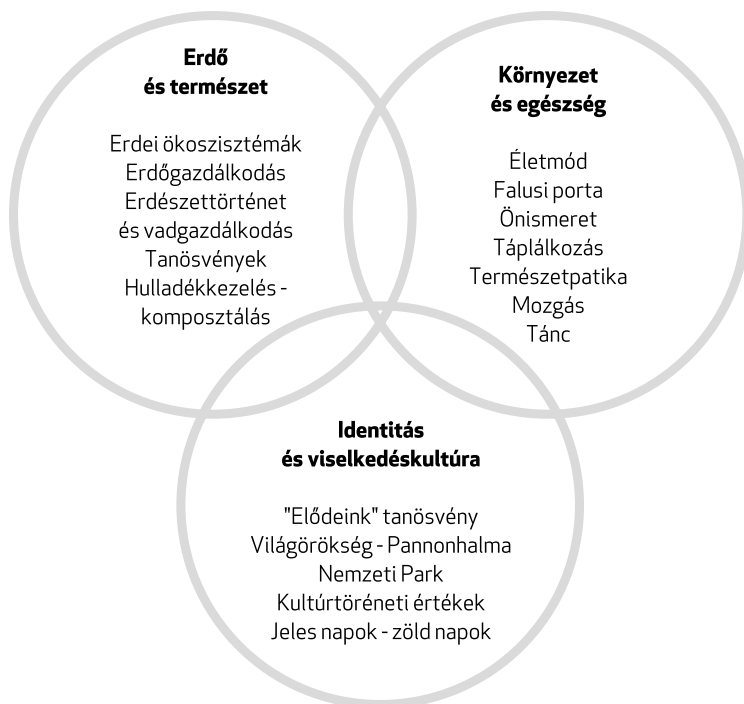 Erdő
és természet
Erdei ökoszisztémák
Erdőgazdálkodás
Erdészettörténet
és vadgazdálkodás
Tanösvények
Hulladékkezelés -
komposztálás
Környezet
és egészség
Életmód
Falusi porta
Önismeret
Táplálkozás
Természetpatika
Mozgás
Tánc
Identitás
és viselkedéskultúra
"Elődeink" tanösvény
Világörökség - Pannonhalma
Nemzeti Park
Kultúrtöréneti értékek
Jeles napok - zöld napok